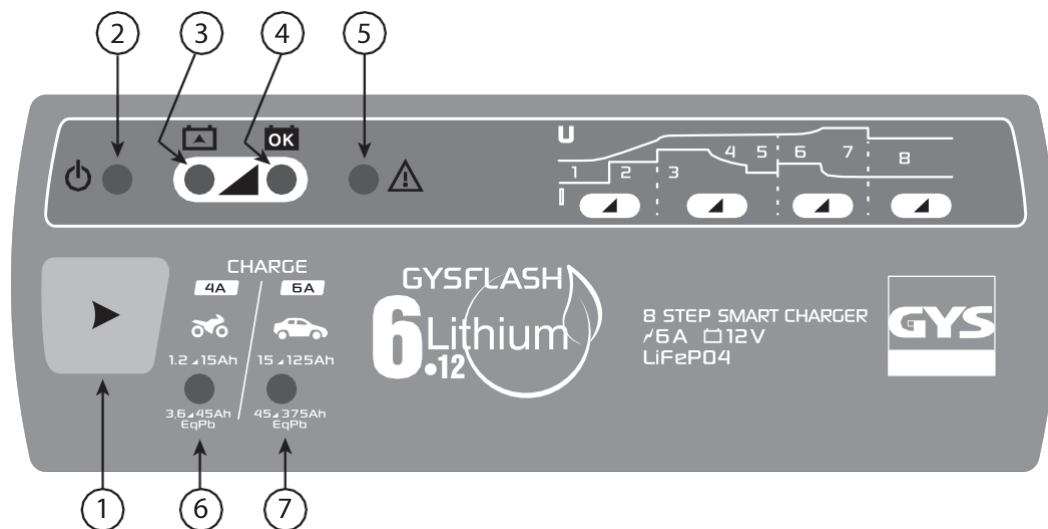 2
3
4
5
OK
U
1
2
3
4
5
6
7
8
I
CHARGE
4A
6A
1.2 ◢ 15Ah
15 ◢ 125Ah
3,6 ◢ 45Ah
EqPb
45 ◢ 375Ah
EqPb
GYSFLASH
6.12
Lithium
8 STEP SMART CHARGER
6A 12V
LiFePO4
GYS
1
6
7